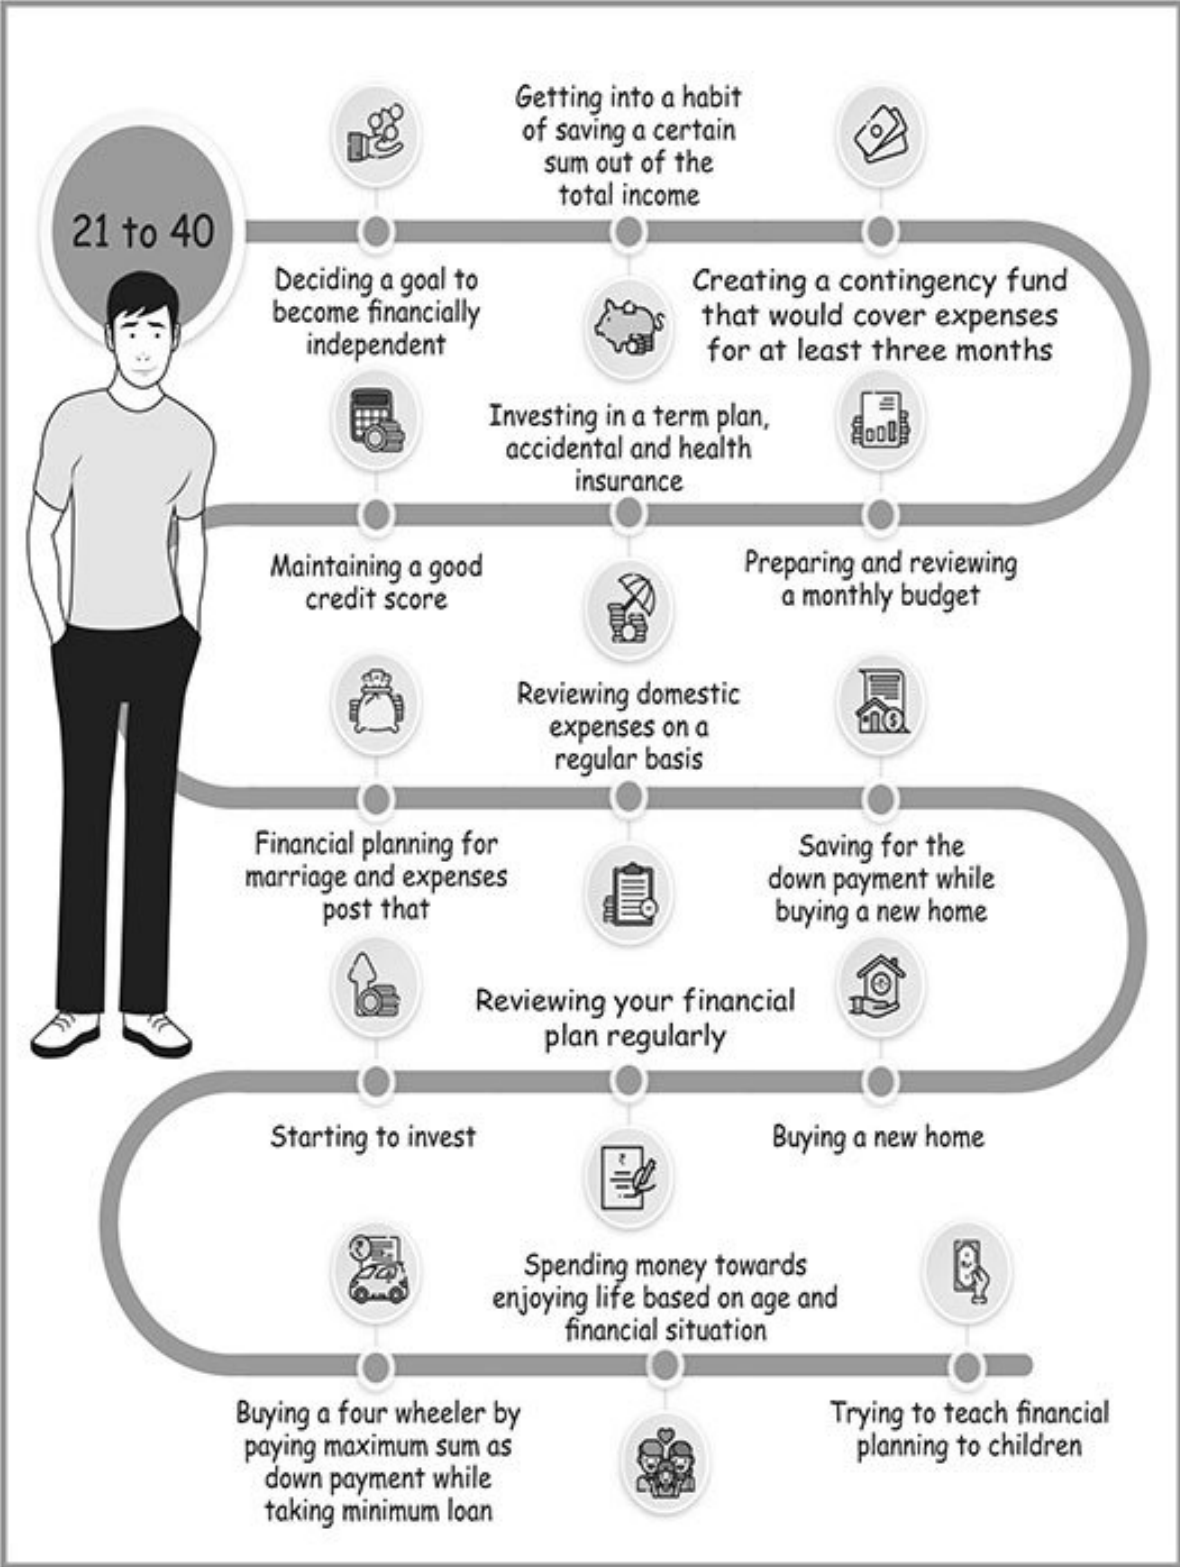 21 to 40
Deciding a goal to
become financially
independent
Getting into a habit
of saving a certain
sum out of the
total income
Creating a contingency fund
that would cover expenses
for at least three months
Preparing and reviewing
a monthly budget
Investing in a term plan,
accidental and health
insurance
Maintaining a good
credit score
Financial planning for
marriage and expenses
post that
Reviewing domestic
expenses on a
regular basis
Saving for the
down payment while
buying a new home
Buying a new home
Reviewing your financial
plan regularly
Starting to invest
Buying a four wheeler by
paying maximum sum as
down payment while
taking minimum loan
Spending money towards
enjoying life based on age and
financial situation
Trying to teach financial
planning to children